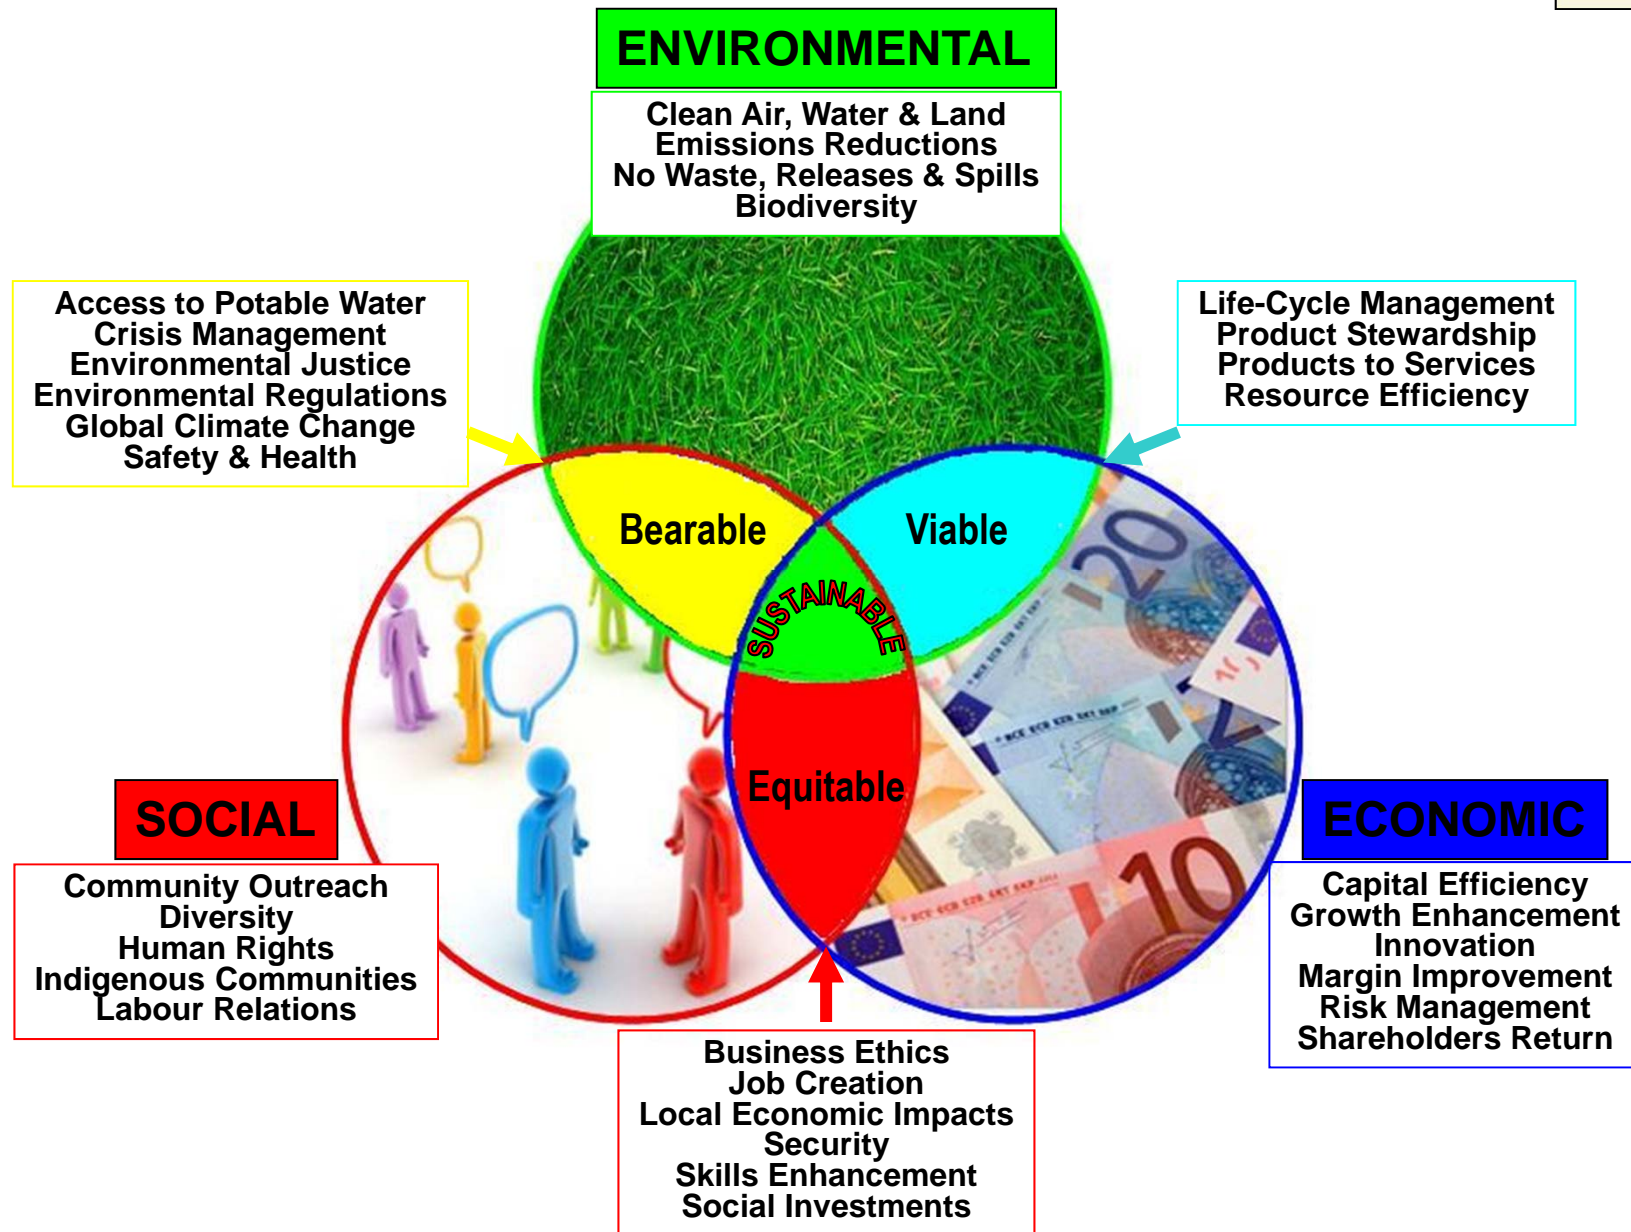 ENVIRONMENTAL
Clean Air, Water & Land
Emissions Reductions
No Waste, Releases & Spills
Biodiversity
Access to Potable Water
Crisis Management
Environmental Justice
Environmental Regulations
Global Climate Change
Safety & Health
Life-Cycle Management
Product Stewardship
Products to Services
Resource Efficiency
Bearable
Viable
SUSTAINABLE
Equitable
20
10
SOCIAL
Community Outreach
Diversity
Human Rights
Indigenous Communities
Labour Relations
ECONOMIC
Capital Efficiency
Growth Enhancement
Innovation
Margin Improvement
Risk Management
Shareholders Return
Business Ethics
Job Creation
Local Economic Impacts
Security
Skills Enhancement
Social Investments